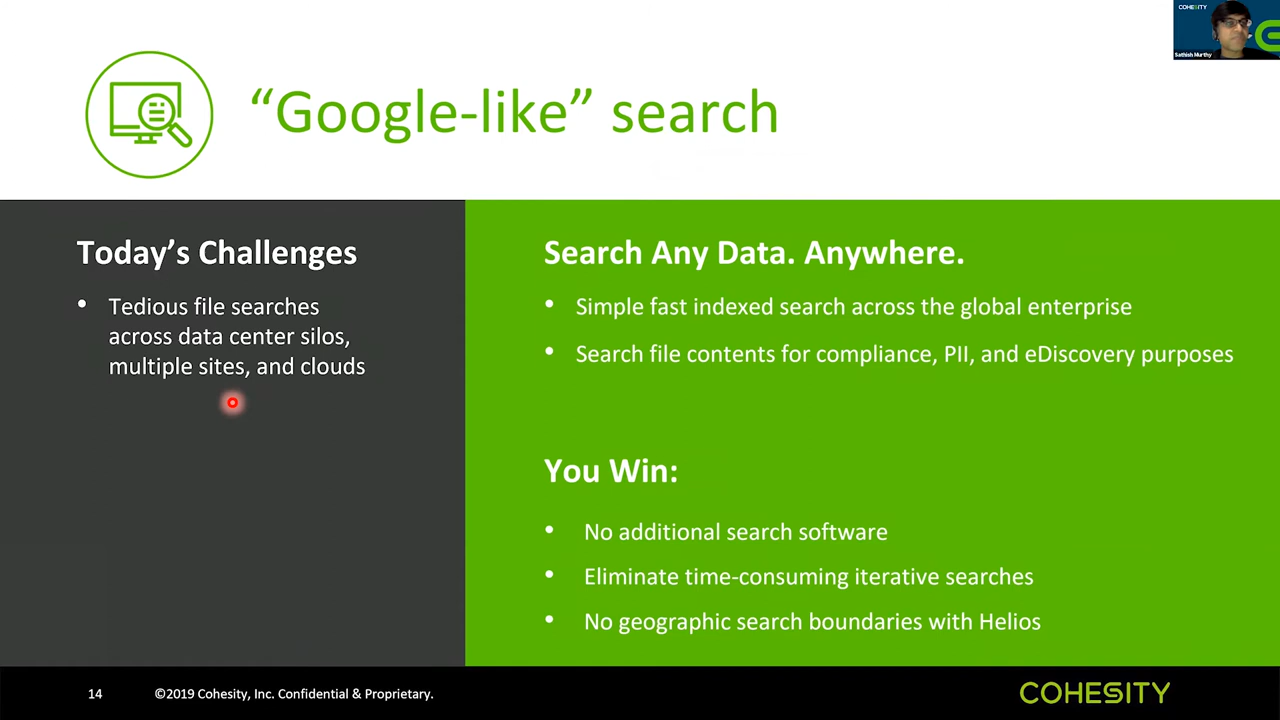 COHESITY
Sathish Murthy
“Google-like” search
Today’s Challenges
• Tedious file searches
across data center silos,
multiple sites, and clouds
Search Any Data. Anywhere.
• Simple fast indexed search across the global enterprise
• Search file contents for compliance, PII, and eDiscovery purposes
You Win:
• No additional search software
• Eliminate time-consuming iterative searches
• No geographic search boundaries with Helios
14
©2019 Cohesity, Inc. Confidential & Proprietary.
COHESITY